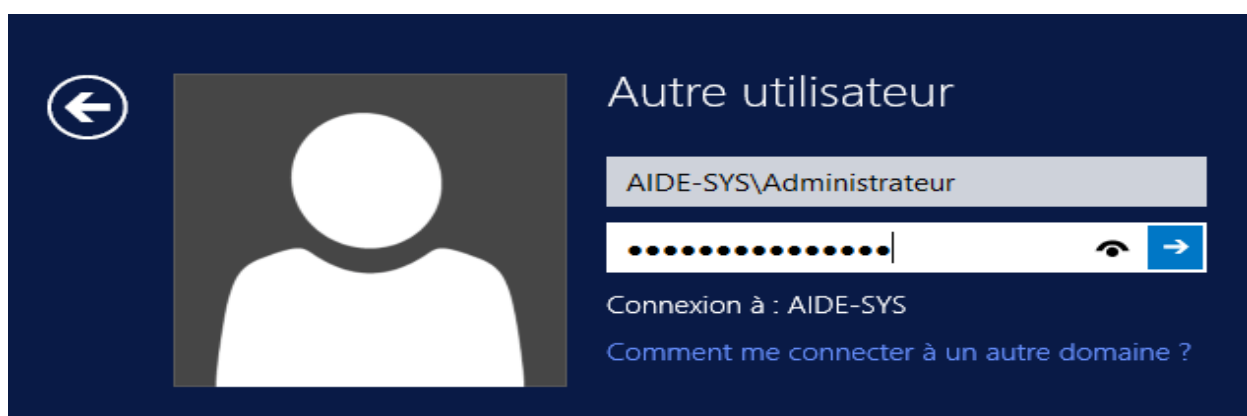 Autre utilisateur
AIDE-SYS\Administrateur
●●●●●●●●●●●●●●●
Connexion à : AIDE-SYS
Comment me connecter à un autre domaine ?